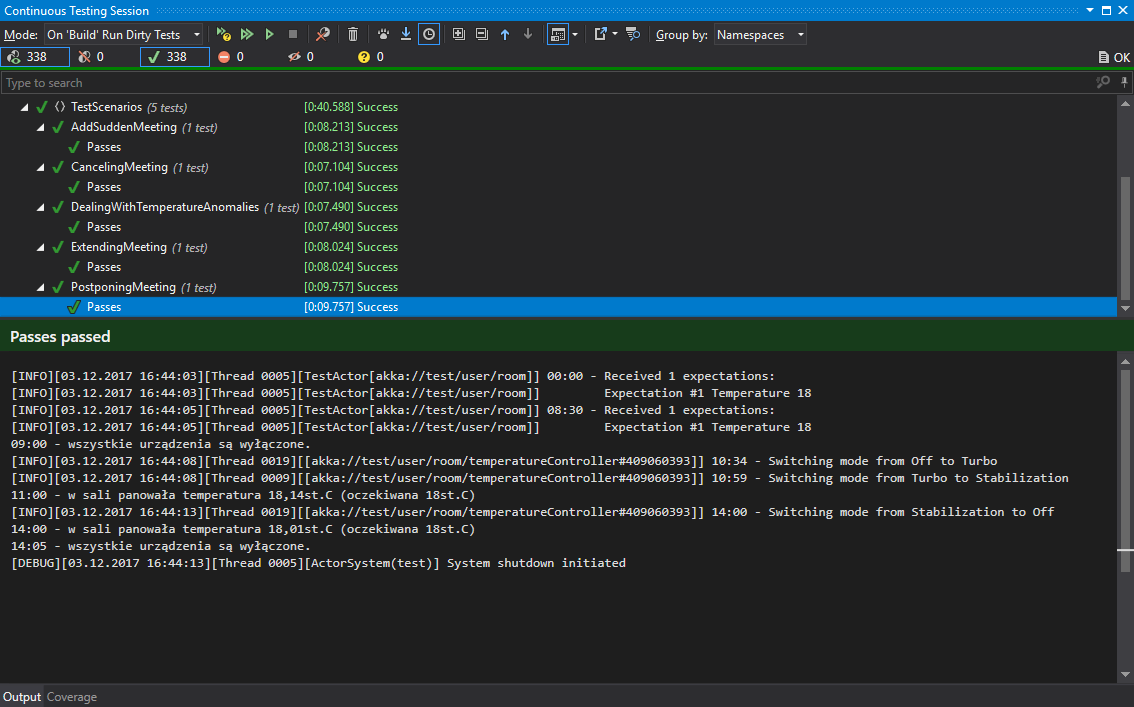 Continuous Testing Session
Mode: On 'Build' Run Dirty Tests Group by: Namespaces
338 0 338 0 0 ? 0 OK
Type to search
TestScenarios (5 tests) [0:40.588] Success
AddSuddenMeeting (1 test) [0:08.213] Success
Passes [0:08.213] Success
CancelingMeeting (1 test) [0:07.104] Success
Passes [0:07.104] Success
DealingWithTemperatureAnomalies (1 test) [0:07.490] Success
Passes [0:07.490] Success
ExtendingMeeting (1 test) [0:08.024] Success
Passes [0:08.024] Success
PostponingMeeting (1 test) [0:09.757] Success
Passes [0:09.757] Success
Passes passed
[INFO][03.12.2017 16:44:03][Thread 0005][TestActor[akka://test/user/room]] 00:00 - Received 1 expectations:
[INFO][03.12.2017 16:44:03][Thread 0005][TestActor[akka://test/user/room]] Expectation #1 Temperature 18
[INFO][03.12.2017 16:44:05][Thread 0005][TestActor[akka://test/user/room]] 08:30 - Received 1 expectations:
[INFO][03.12.2017 16:44:05][Thread 0005][TestActor[akka://test/user/room]] Expectation #1 Temperature 18
09:00 - wszystkie urządzenia są wyłączone.
[INFO][03.12.2017 16:44:08][Thread 0019][[akka://test/user/room/temperatureController#409060393]] 10:34 - Switching mode from Off to Turbo
[INFO][03.12.2017 16:44:08][Thread 0009][[akka://test/user/room/temperatureController#409060393]] 10:59 - Switching mode from Turbo to Stabilization
11:00 - w sali panowała temperatura 18,14st.C (oczekiwana 18st.C)
[INFO][03.12.2017 16:44:13][Thread 0019][[akka://test/user/room/temperatureController#409060393]] 14:00 - Switching mode from Stabilization to Off
14:00 - w sali panowała temperatura 18,01st.C (oczekiwana 18st.C)
14:05 - wszystkie urządzenia są wyłączone.
[DEBUG][03.12.2017 16:44:13][Thread 0005][ActorSystem(test)] System shutdown initiated
Output Coverage